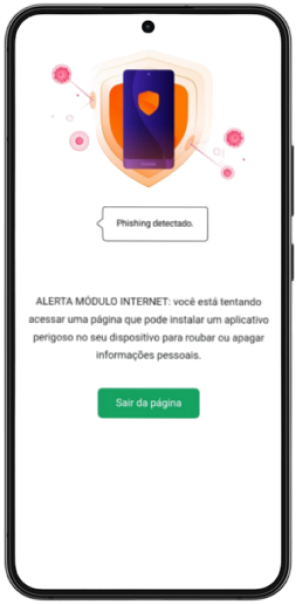 Phishing detectado.
ALERTA MÓDULO INTERNET: você está tentando
acessar uma página que pode instalar um aplicativo
perigoso no seu dispositivo para roubar ou apagar
informações pessoais.
Sair da página